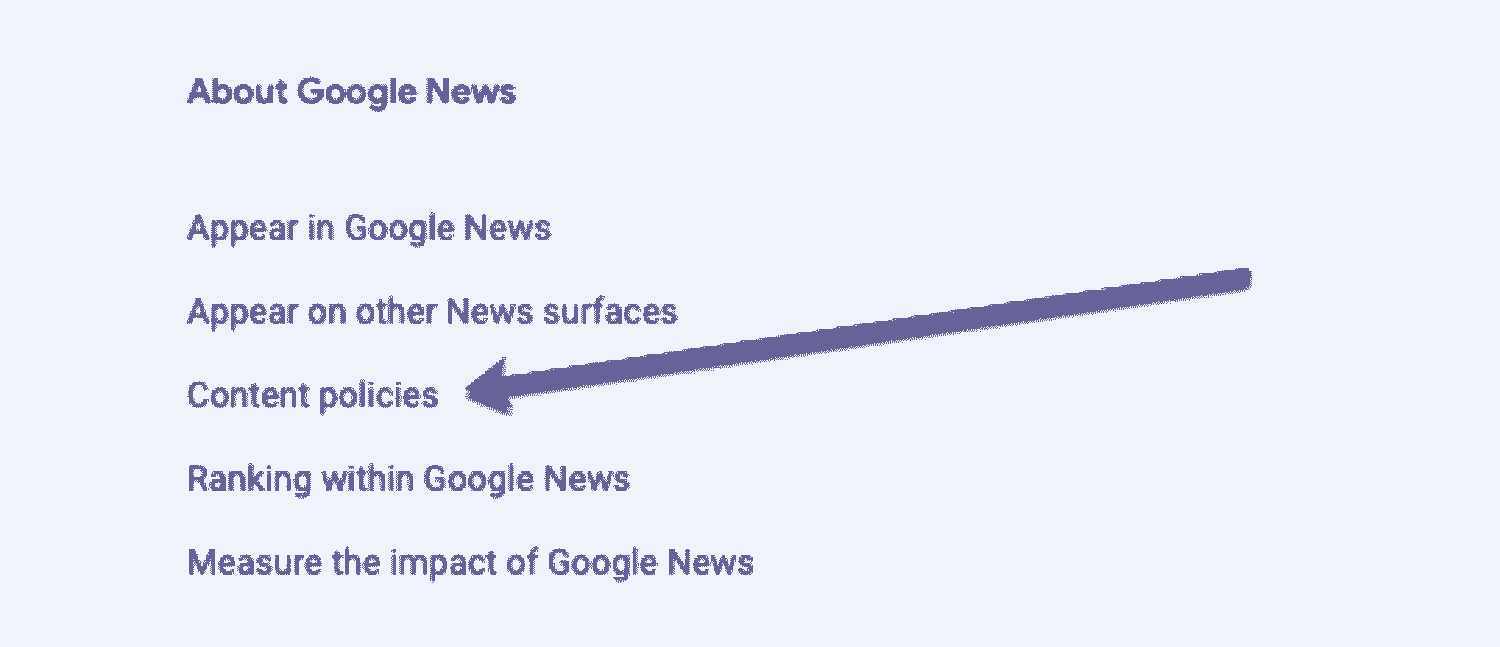 About Google News
Appear in Google News
Appear on other News surfaces
Content policies
Ranking within Google News
Measure the impact of Google News